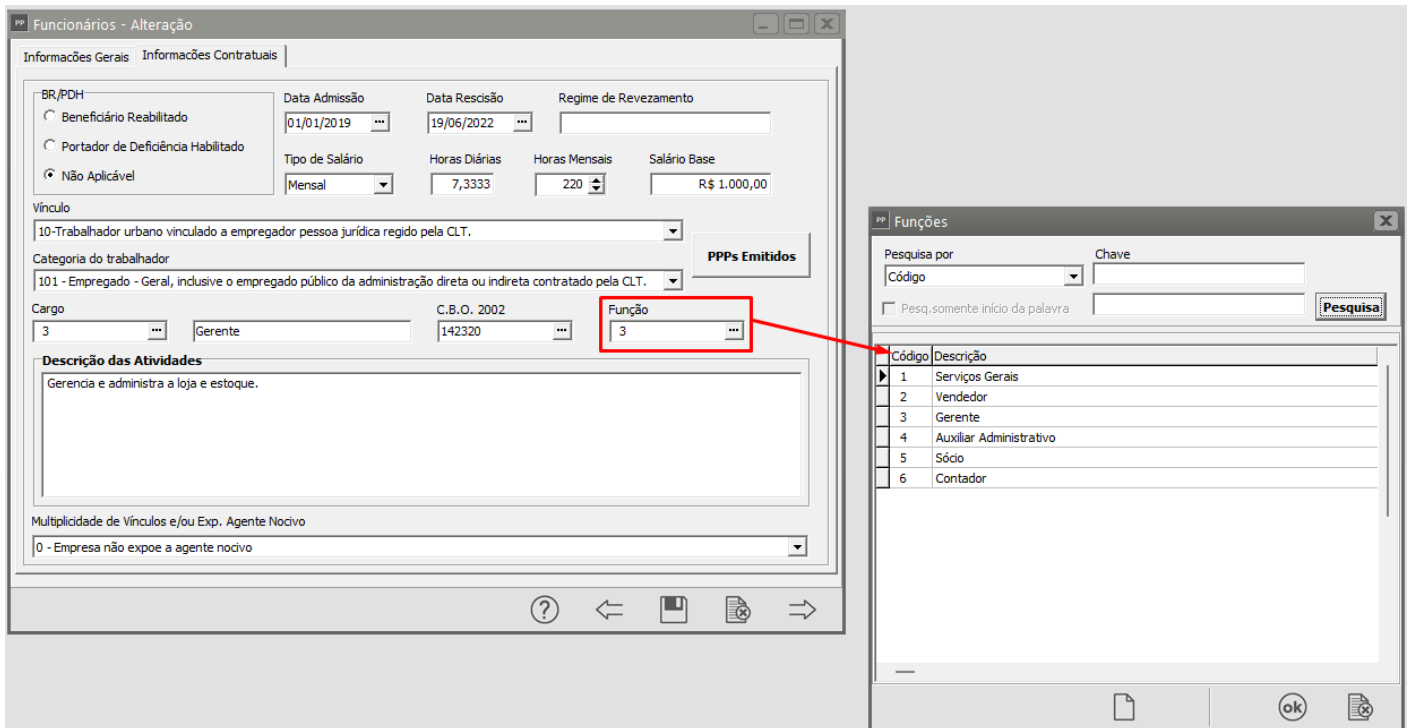 PP Funcionários - Alteração
Informacões Gerais Informacões Contratuais
BR/PDH
Beneficiário Reabilitado
Portador de Deficiência Habilitado
Não Aplicável
Data Admissão Data Rescisão Regime de Revezamento
01/01/2019 ... 19/06/2022 ...
Tipo de Salário Horas Diárias Horas Mensais Salário Base
Mensal 7,3333 220 R$ 1.000,00
Vínculo
10-Trabalhador urbano vinculado a empregador pessoa jurídica regido pela CLT.
Categoria do trabalhador
101 - Empregado - Geral, inclusive o empregado público da administração direta ou indireta contratado pela CLT.
PPPs Emitidos
Cargo C.B.O. 2002 Função
3 ... Gerente 142320 ... 3 ...
Descrição das Atividades
Gerencia e administra a loja e estoque.
Multiplicidade de Vínculos e/ou Exp. Agente Nocivo
0 - Empresa não expoe a agente nocivo
?
PP Funções
Pesquisa por Chave
Código
Pesq.somente início da palavra
Pesquisa
Código Descrição
1 Serviços Gerais
2 Vendedor
3 Gerente
4 Auxiliar Administrativo
5 Sócio
6 Contador
ok